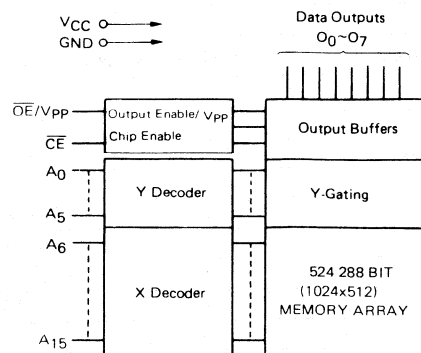 VCC
GND
Data Outputs
O0~O7
OE/VPP
Output Enable/VPP
CE
Chip Enable
Output Buffers
A0
Y Decoder
Y-Gating
A5
A6
X Decoder
524 288 BIT
(1024x512)
MEMORY ARRAY
A15